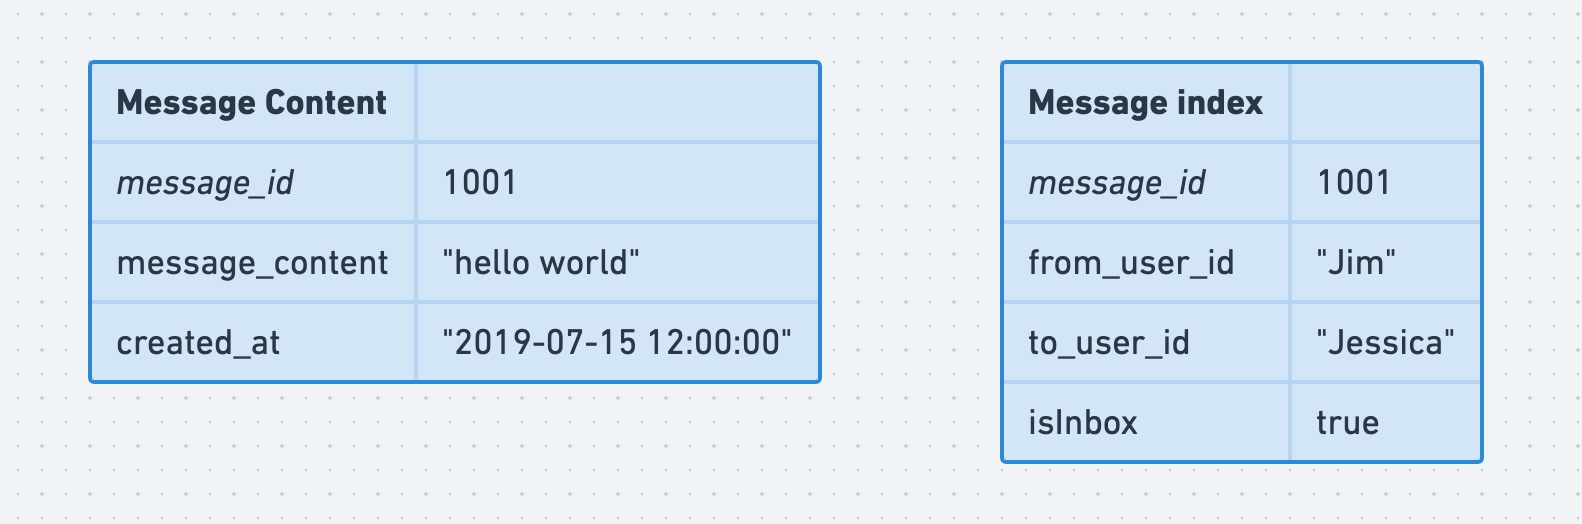 Message Content
message_id 1001
message_content "hello world"
created_at "2019-07-15 12:00:00"
Message index
message_id 1001
from_user_id "Jim"
to_user_id "Jessica"
isInbox true